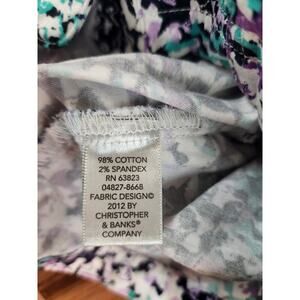 98% COTTON
2% SPANDEX
RN 63823
04827-8668
FABRIC DESIGN©
2012 BY
CHRISTOPHER
& BANKS®
COMPANY